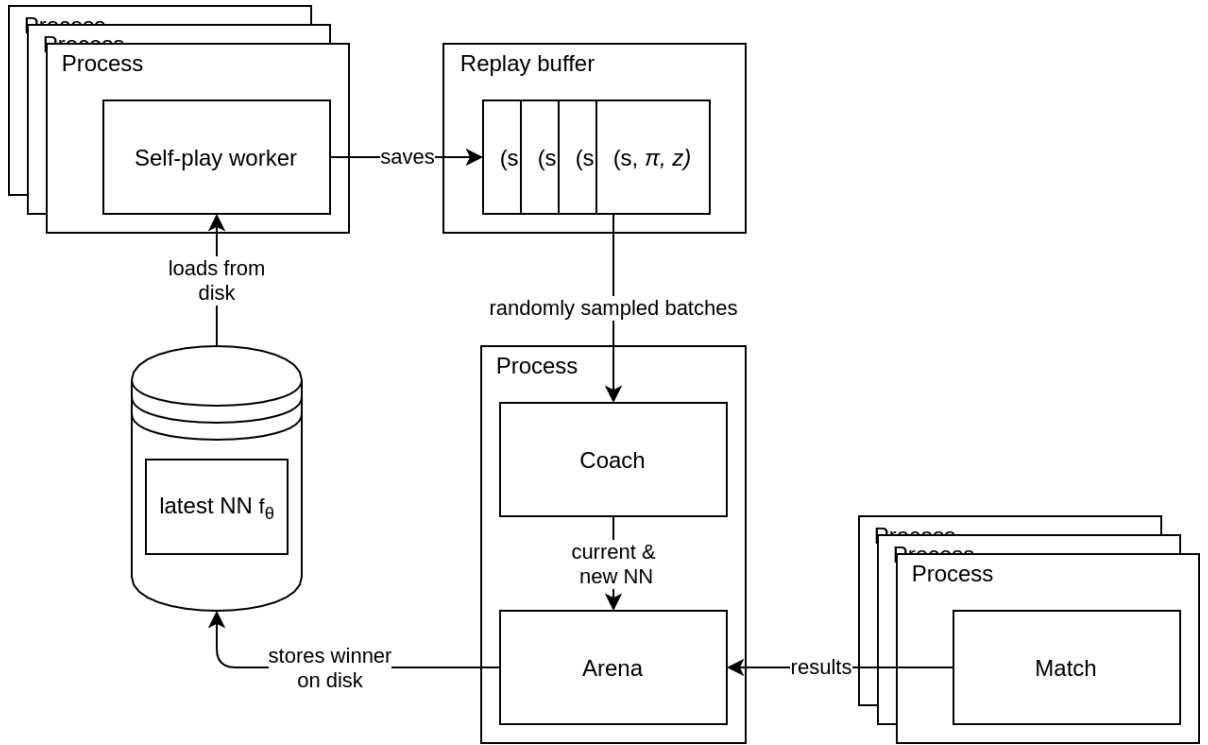 Process
Process
Process
Self-play worker
saves
Replay buffer
(s
(s
(s
(s, π, z)
loads from
disk
randomly sampled batches
latest NN fθ
Process
Coach
current &
new NN
Arena
stores winner
on disk
results
Process
Process
Process
Match